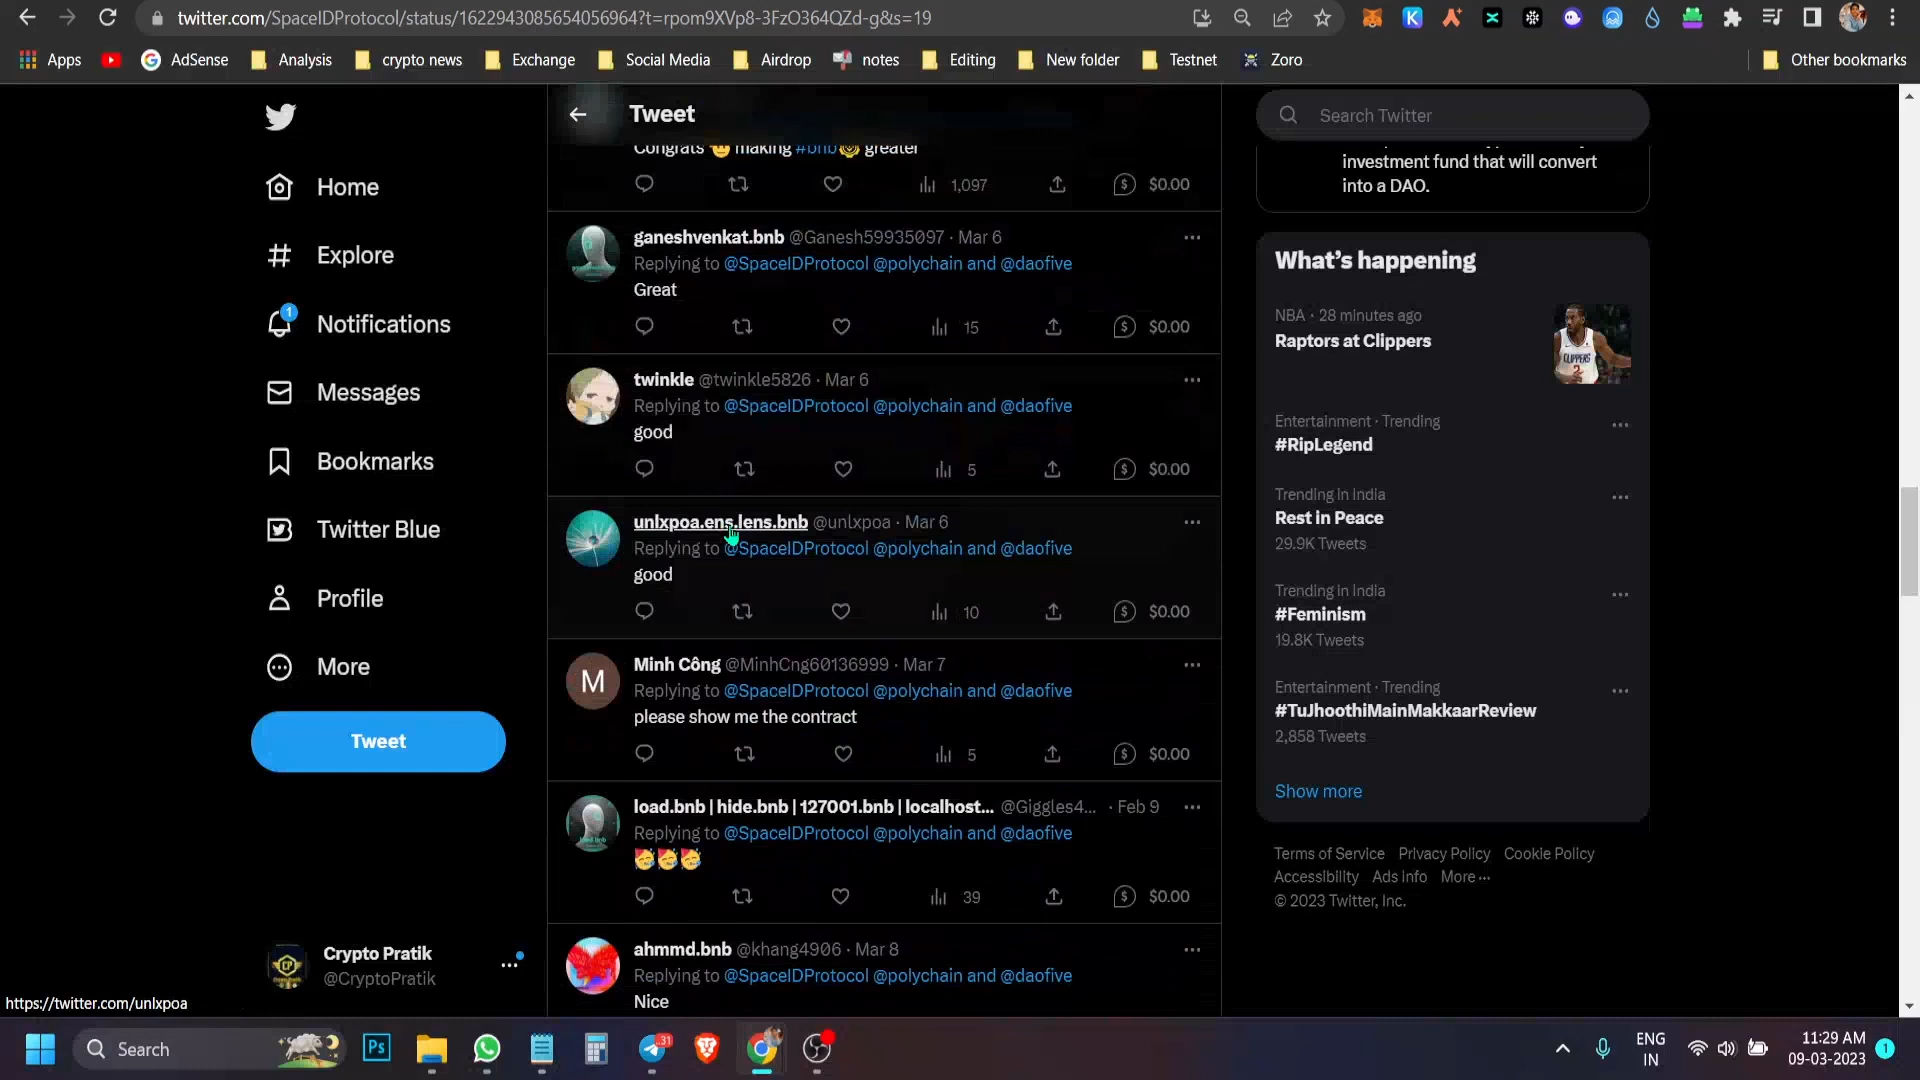 twitter.com/SpaceIDProtocol/status/1622943085654056964?t=rpom9XVp8-3FzO364QZd-g&s=19
Apps
AdSense
Analysis
crypto news
Exchange
Social Media
Airdrop
notes
Editing
New folder
Testnet
Zoro
Other bookmarks
Home
Explore
1
Notifications
Messages
Bookmarks
Twitter Blue
Profile
More
Tweet
Crypto Pratik
@CryptoPratik
Tweet
Congrats 🫡 making #bnb greater
1,097 $0.00
ganeshvenkat.bnb @Ganesh59935097 · Mar 6
Replying to @SpaceIDProtocol @polychain and @daofive
Great
15 $0.00
twinkle @twinkle5826 · Mar 6
Replying to @SpaceIDProtocol @polychain and @daofive
good
5 $0.00
unlxpoa.ens.lens.bnb @unlxpoa · Mar 6
Replying to @SpaceIDProtocol @polychain and @daofive
good
10 $0.00
M
Minh Công @MinhCng60136999 · Mar 7
Replying to @SpaceIDProtocol @polychain and @daofive
please show me the contract
5 $0.00
load.bnb | hide.bnb | 127001.bnb | localhost... @Giggles4... · Feb 9
Replying to @SpaceIDProtocol @polychain and @daofive
🥳🥳🥳
39 $0.00
ahmmd.bnb @khang4906 · Mar 8
Replying to @SpaceIDProtocol @polychain and @daofive
Nice
Search Twitter
investment fund that will convert
into a DAO.
What's happening
NBA · 28 minutes ago
Raptors at Clippers
CLIPPERS
2
Entertainment · Trending
#RipLegend
Trending in India
Rest in Peace
29.9K Tweets
Trending in India
#Feminism
19.8K Tweets
Entertainment · Trending
#TuJhoothiMainMakkaarReview
2,858 Tweets
Show more
Terms of Service Privacy Policy Cookie Policy
Accessibility Ads info More ···
© 2023 Twitter, Inc.
https://twitter.com/unlxpoa
Search
Ps
31
ENG
IN
11:29 AM
09-03-2023
1